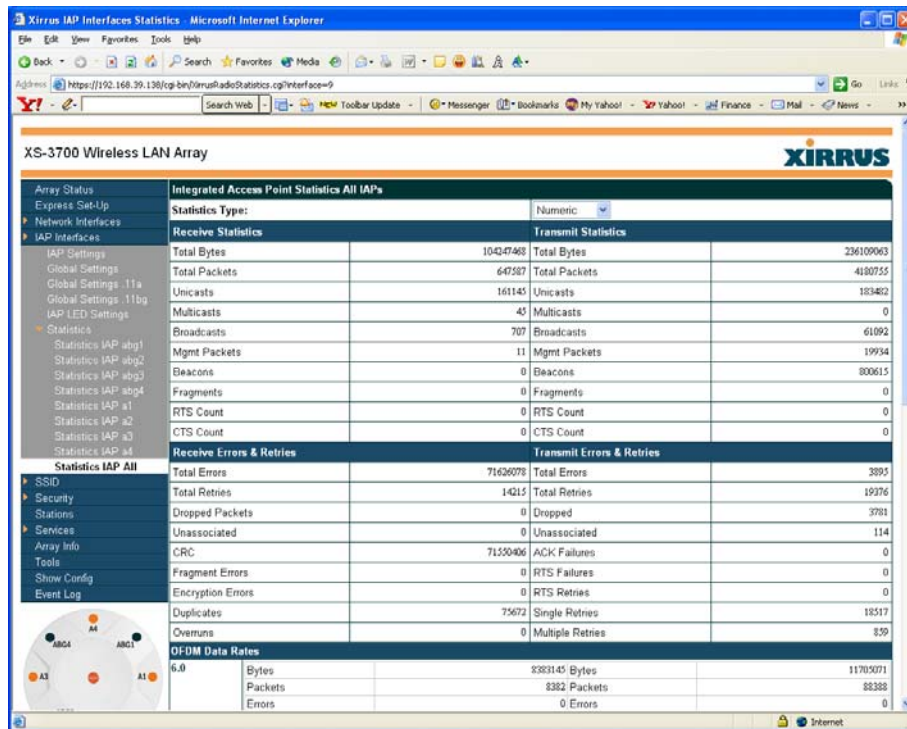 Xirrus IAP Interfaces Statistics - Microsoft Internet Explorer
File Edit View Favorites Tools Help
Back Search Favorites Media
Address https://192.168.39.138/cgi-bin/XirrusRadioStatistics.cgi?interface=9 Go Links
Y! Search Web NEW Toolbar Update Messenger Bookmarks My Yahoo! Yahoo! Finance Mail News
XS-3700 Wireless LAN Array XIRRUS
Array Status
Express Set-Up
Network Interfaces
IAP Interfaces
IAP Settings
Global Settings
Global Settings .11a
Global Settings .11bg
IAP LED Settings
Statistics
Statistics IAP abg1
Statistics IAP abg2
Statistics IAP abg3
Statistics IAP abg4
Statistics IAP a1
Statistics IAP a2
Statistics IAP a3
Statistics IAP a4
Statistics IAP All
SSID
Security
Stations
Services
Array Info
Tools
Show Config
Event Log
A4
ABG4 ABG1
A3 A1
Integrated Access Point Statistics All IAPs
Statistics Type: Numeric
Receive Statistics Transmit Statistics
Total Bytes 104247468 Total Bytes 236109063
Total Packets 647587 Total Packets 4180755
Unicasts 161145 Unicasts 183482
Multicasts 45 Multicasts 0
Broadcasts 707 Broadcasts 61092
Mgmt Packets 11 Mgmt Packets 19934
Beacons 0 Beacons 800615
Fragments 0 Fragments 0
RTS Count 0 RTS Count 0
CTS Count 0 CTS Count 0
Receive Errors & Retries Transmit Errors & Retries
Total Errors 71626078 Total Errors 3895
Total Retries 14215 Total Retries 19376
Dropped Packets 0 Dropped 3781
Unassociated 0 Unassociated 114
CRC 71550406 ACK Failures 0
Fragment Errors 0 RTS Failures 0
Encryption Errors 0 RTS Retries 0
Duplicates 75672 Single Retries 18517
Overruns 0 Multiple Retries 859
OFDM Data Rates
6.0 Bytes 8383145 Bytes 11705071
Packets 8382 Packets 88388
Errors 0 Errors 0
Internet